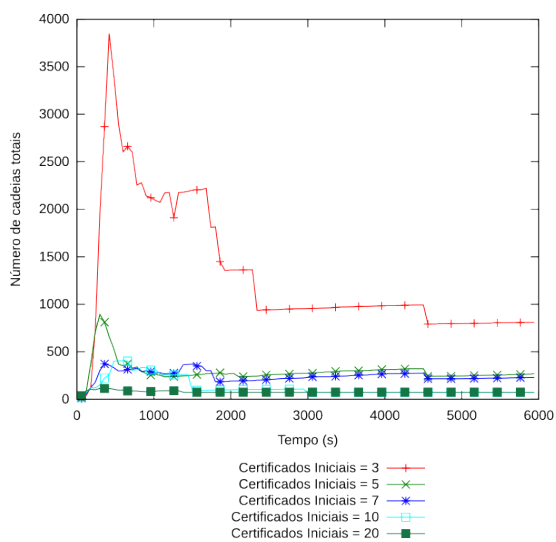 4000
3500
3000
2500
2000
1500
1000
500
0
Número de cadeias totais
0 1000 2000 3000 4000 5000 6000
Tempo (s)
Certificados Iniciais = 3
Certificados Iniciais = 5
Certificados Iniciais = 7
Certificados Iniciais = 10
Certificados Iniciais = 20